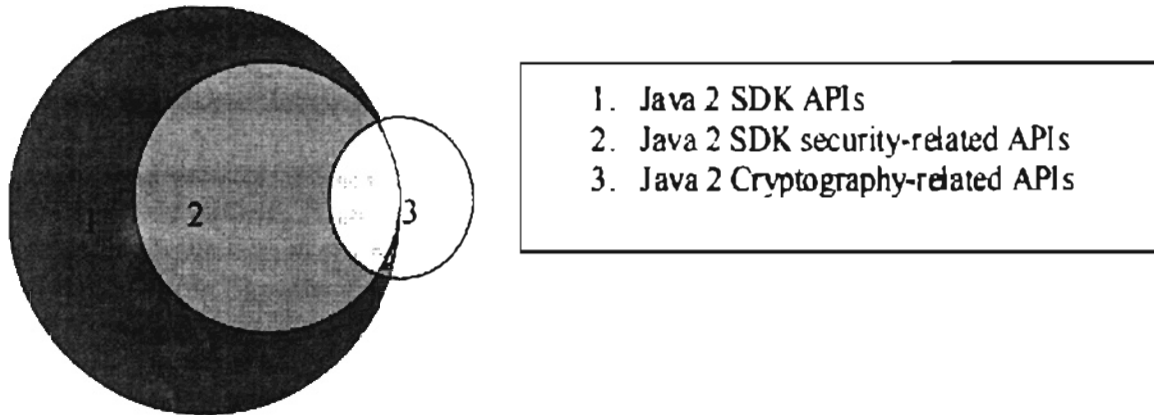 1 2 3
1. Java 2 SDK APIs
2. Java 2 SDK security-related APIs
3. Java 2 Cryptography-related APIs